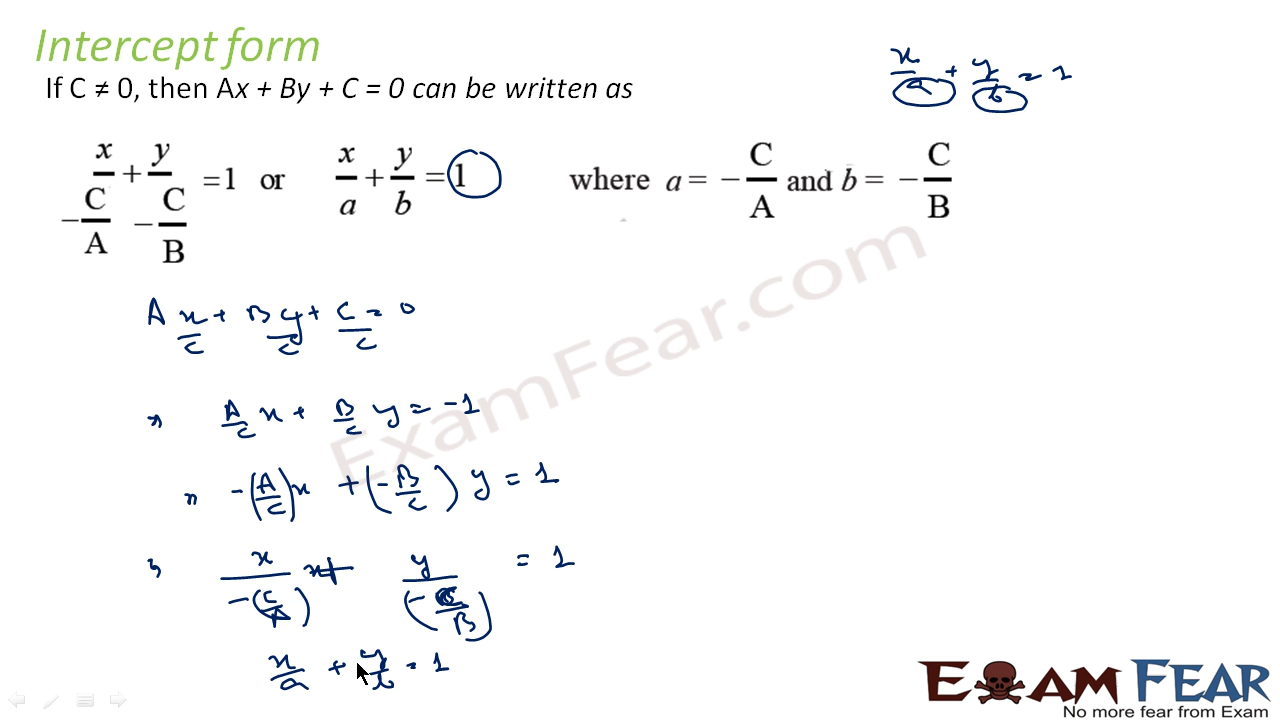 Intercept form
If C ≠ 0, then Ax + By + C = 0 can be written as
x/a + y/b = 1
x/(-C/A) + y/(-C/B) = 1 or x/a + y/b = 1 where a = -C/A and b = -C/B
A x/C + B y/C + C/C = 0
⇒ A/C x + B/C y = -1
⇒ -(A/C)x + (-B/C) y = 1
⇒ x/(-(C/A)) + y/(-C/B) = 1
x/a + y/b = 1
ExamFear.com
EXAM FEAR
No more fear from Exam